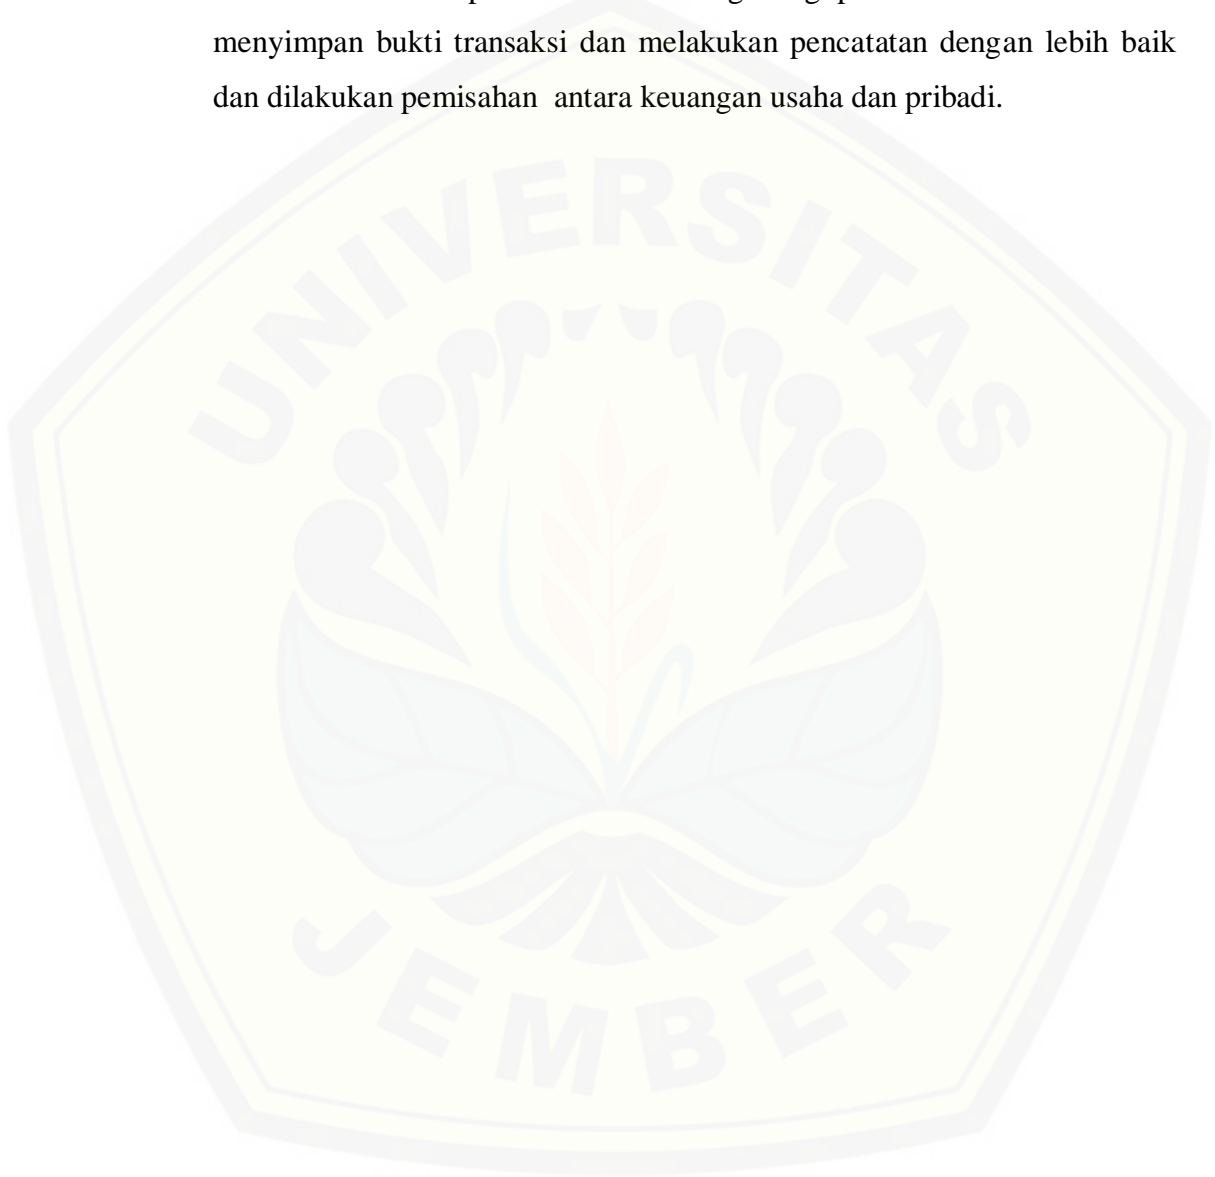 menyimpan bukti transaksi dan melakukan pencatatan dengan lebih baik
dan dilakukan pemisahan antara keuangan usaha dan pribadi.
UNIVERSITAS
JEMBER